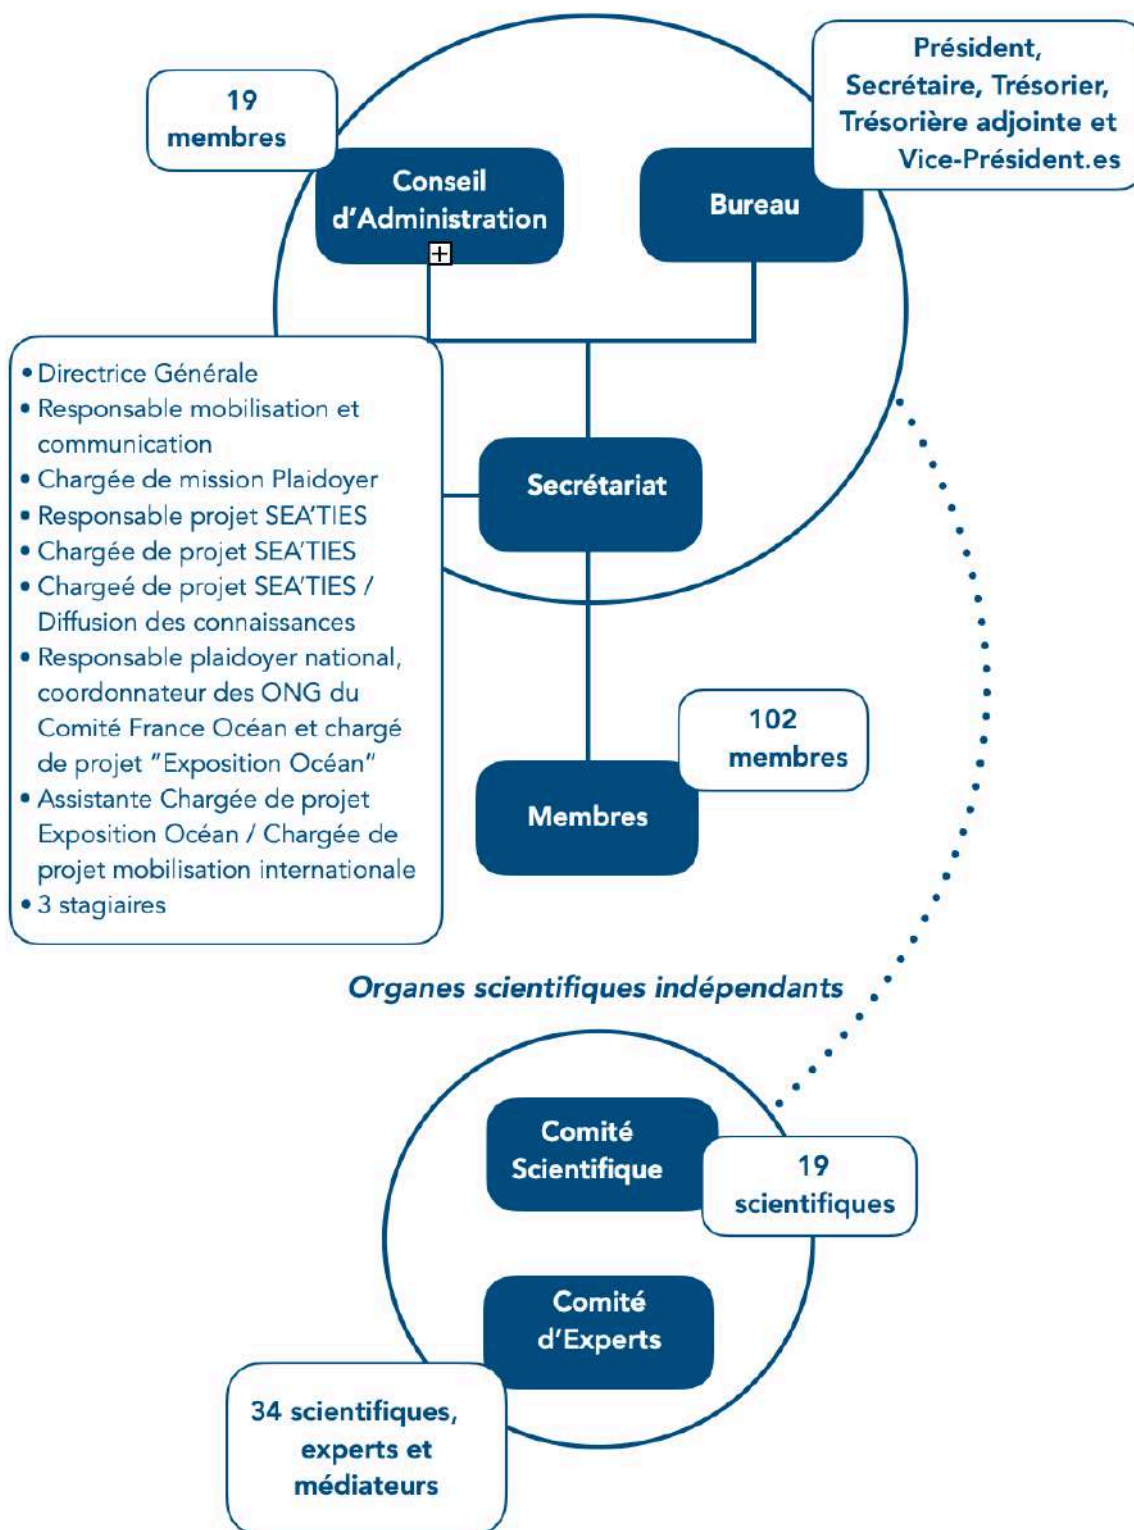 19
membres
Président,
Secrétaire, Trésorier,
Trésorière adjointe et
Vice-Président.es
Conseil
d'Administration
Bureau
• Directrice Générale
• Responsable mobilisation et
communication
• Chargée de mission Plaidoyer
• Responsable projet SEA'TIES
• Chargée de projet SEA'TIES
• Chargeé de projet SEA'TIES /
Diffusion des connaissances
• Responsable plaidoyer national,
coordonnateur des ONG du
Comité France Océan et chargé
de projet "Exposition Océan"
• Assistante Chargée de projet
Exposition Océan / Chargée de
projet mobilisation internationale
• 3 stagiaires
Secrétariat
102
membres
Membres
Organes scientifiques indépendants
Comité
Scientifique
19
scientifiques
Comité
d'Experts
34 scientifiques,
experts et
médiateurs